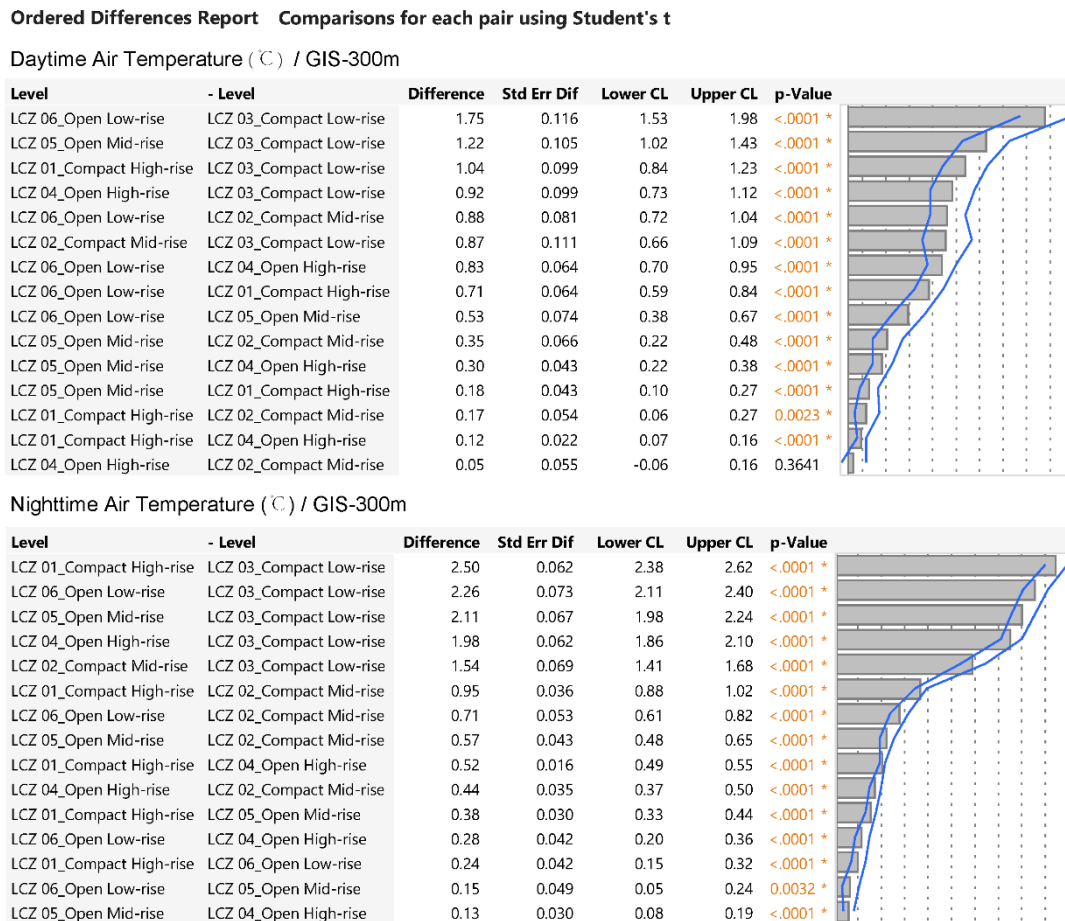 Ordered Differences Report Comparisons for each pair using Student's t
Daytime Air Temperature (℃) / GIS-300m
Level - Level Difference Std Err Dif Lower CL Upper CL p-Value
LCZ 06_Open Low-rise LCZ 03_Compact Low-rise 1.75 0.116 1.53 1.98 <.0001 *
LCZ 05_Open Mid-rise LCZ 03_Compact Low-rise 1.22 0.105 1.02 1.43 <.0001 *
LCZ 01_Compact High-rise LCZ 03_Compact Low-rise 1.04 0.099 0.84 1.23 <.0001 *
LCZ 04_Open High-rise LCZ 03_Compact Low-rise 0.92 0.099 0.73 1.12 <.0001 *
LCZ 06_Open Low-rise LCZ 02_Compact Mid-rise 0.88 0.081 0.72 1.04 <.0001 *
LCZ 02_Compact Mid-rise LCZ 03_Compact Low-rise 0.87 0.111 0.66 1.09 <.0001 *
LCZ 06_Open Low-rise LCZ 04_Open High-rise 0.83 0.064 0.70 0.95 <.0001 *
LCZ 06_Open Low-rise LCZ 01_Compact High-rise 0.71 0.064 0.59 0.84 <.0001 *
LCZ 06_Open Low-rise LCZ 05_Open Mid-rise 0.53 0.074 0.38 0.67 <.0001 *
LCZ 05_Open Mid-rise LCZ 02_Compact Mid-rise 0.35 0.066 0.22 0.48 <.0001 *
LCZ 05_Open Mid-rise LCZ 04_Open High-rise 0.30 0.043 0.22 0.38 <.0001 *
LCZ 05_Open Mid-rise LCZ 01_Compact High-rise 0.18 0.043 0.10 0.27 <.0001 *
LCZ 01_Compact High-rise LCZ 02_Compact Mid-rise 0.17 0.054 0.06 0.27 0.0023 *
LCZ 01_Compact High-rise LCZ 04_Open High-rise 0.12 0.022 0.07 0.16 <.0001 *
LCZ 04_Open High-rise LCZ 02_Compact Mid-rise 0.05 0.055 -0.06 0.16 0.3641
Nighttime Air Temperature (℃) / GIS-300m
Level - Level Difference Std Err Dif Lower CL Upper CL p-Value
LCZ 01_Compact High-rise LCZ 03_Compact Low-rise 2.50 0.062 2.38 2.62 <.0001 *
LCZ 06_Open Low-rise LCZ 03_Compact Low-rise 2.26 0.073 2.11 2.40 <.0001 *
LCZ 05_Open Mid-rise LCZ 03_Compact Low-rise 2.11 0.067 1.98 2.24 <.0001 *
LCZ 04_Open High-rise LCZ 03_Compact Low-rise 1.98 0.062 1.86 2.10 <.0001 *
LCZ 02_Compact Mid-rise LCZ 03_Compact Low-rise 1.54 0.069 1.41 1.68 <.0001 *
LCZ 01_Compact High-rise LCZ 02_Compact Mid-rise 0.95 0.036 0.88 1.02 <.0001 *
LCZ 06_Open Low-rise LCZ 02_Compact Mid-rise 0.71 0.053 0.61 0.82 <.0001 *
LCZ 05_Open Mid-rise LCZ 02_Compact Mid-rise 0.57 0.043 0.48 0.65 <.0001 *
LCZ 01_Compact High-rise LCZ 04_Open High-rise 0.52 0.016 0.49 0.55 <.0001 *
LCZ 04_Open High-rise LCZ 02_Compact Mid-rise 0.44 0.035 0.37 0.50 <.0001 *
LCZ 01_Compact High-rise LCZ 05_Open Mid-rise 0.38 0.030 0.33 0.44 <.0001 *
LCZ 06_Open Low-rise LCZ 04_Open High-rise 0.28 0.042 0.20 0.36 <.0001 *
LCZ 01_Compact High-rise LCZ 06_Open Low-rise 0.24 0.042 0.15 0.32 <.0001 *
LCZ 06_Open Low-rise LCZ 05_Open Mid-rise 0.15 0.049 0.05 0.24 0.0032 *
LCZ 05_Open Mid-rise LCZ 04_Open High-rise 0.13 0.030 0.08 0.19 <.0001 *